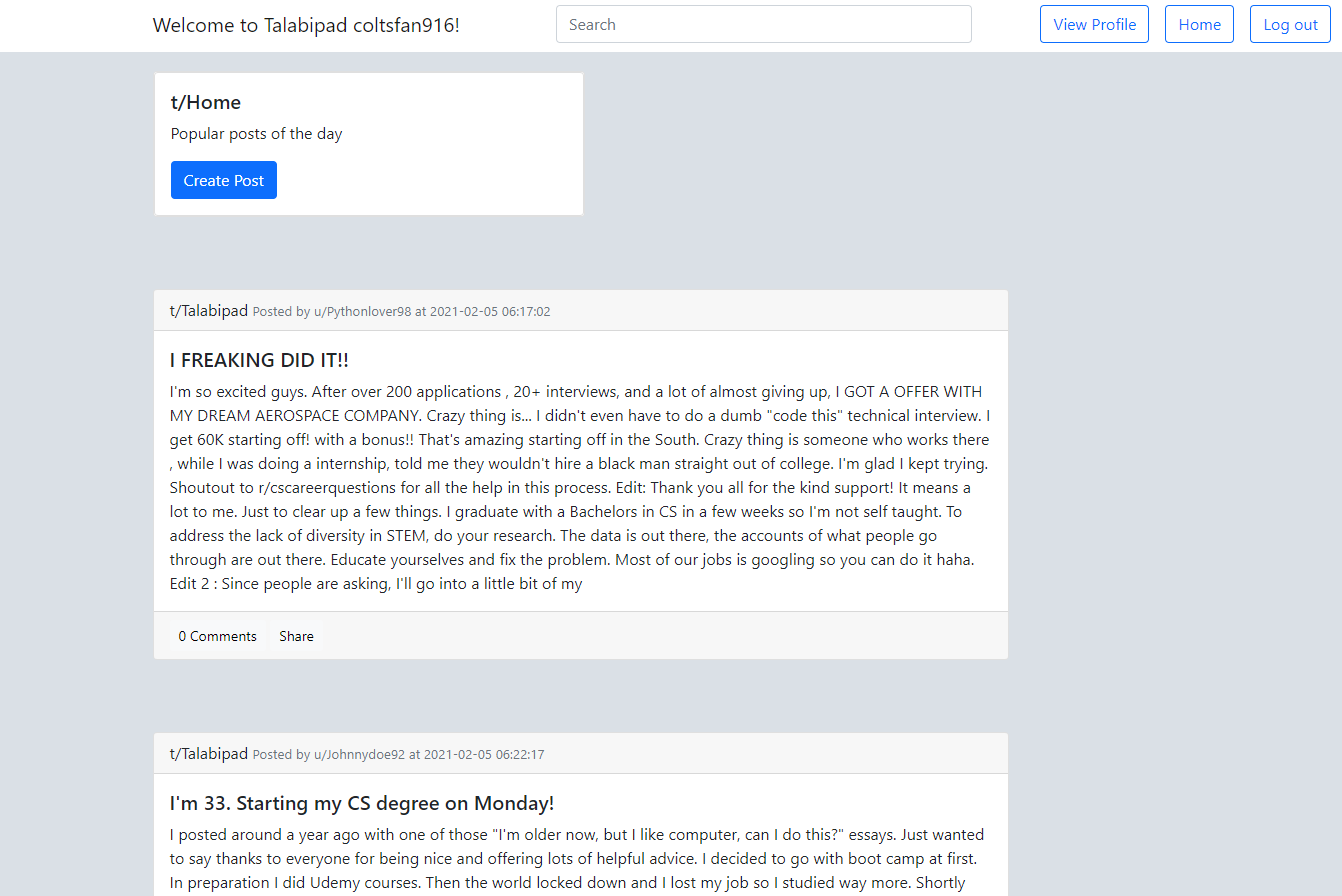 Welcome to Talabipad coltsfan916!
Search
View Profile
Home
Log out
t/Home
Popular posts of the day
Create Post
t/Talabipad Posted by u/Pythonlover98 at 2021-02-05 06:17:02
I FREAKING DID IT!!
I'm so excited guys. After over 200 applications , 20+ interviews, and a lot of almost giving up, I GOT A OFFER WITH
MY DREAM AEROSPACE COMPANY. Crazy thing is... I didn't even have to do a dumb "code this" technical interview. I
get 60K starting off! with a bonus!! That's amazing starting off in the South. Crazy thing is someone who works there
, while I was doing a internship, told me they wouldn't hire a black man straight out of college. I'm glad I kept trying.
Shoutout to r/cscareerquestions for all the help in this process. Edit: Thank you all for the kind support! It means a
lot to me. Just to clear up a few things. I graduate with a Bachelors in CS in a few weeks so I'm not self taught. To
address the lack of diversity in STEM, do your research. The data is out there, the accounts of what people go
through are out there. Educate yourselves and fix the problem. Most of our jobs is googling so you can do it haha.
Edit 2 : Since people are asking, I'll go into a little bit of my
0 Comments
Share
t/Talabipad Posted by u/Johnnydoe92 at 2021-02-05 06:22:17
I'm 33. Starting my CS degree on Monday!
I posted around a year ago with one of those "I'm older now, but I like computer, can I do this?" essays. Just wanted
to say thanks to everyone for being nice and offering lots of helpful advice. I decided to go with boot camp at first.
In preparation I did Udemy courses. Then the world locked down and I lost my job so I studied way more. Shortly